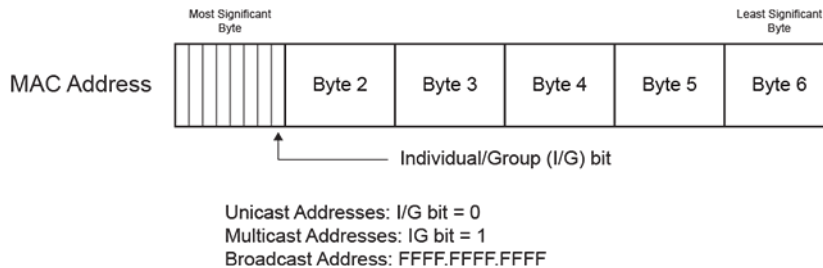 Most Significant
Byte
Least Significant
Byte
MAC Address
Byte 2
Byte 3
Byte 4
Byte 5
Byte 6
Individual/Group (I/G) bit
Unicast Addresses: I/G bit = 0
Multicast Addresses: IG bit = 1
Broadcast Address: FFFF.FFFF.FFFF